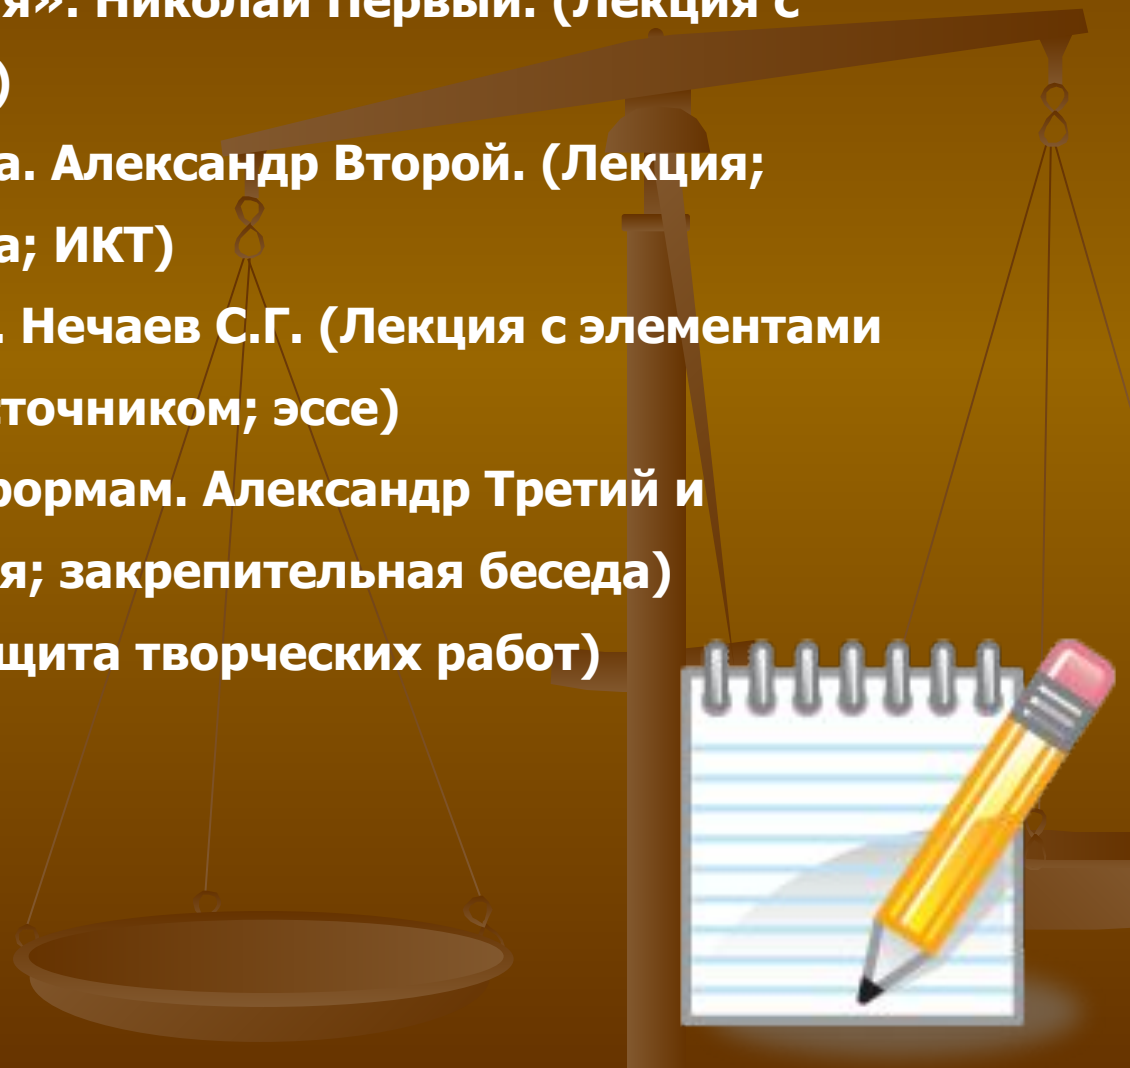 я». Николай Первый. (Лекция с
)
а. Александр Второй. (Лекция;
а; ИКТ)
. Нечаев С.Г. (Лекция с элементами
сточником; эссе)
рормам. Александр Третий и
я; закрепительная беседа)
щита творческих работ)